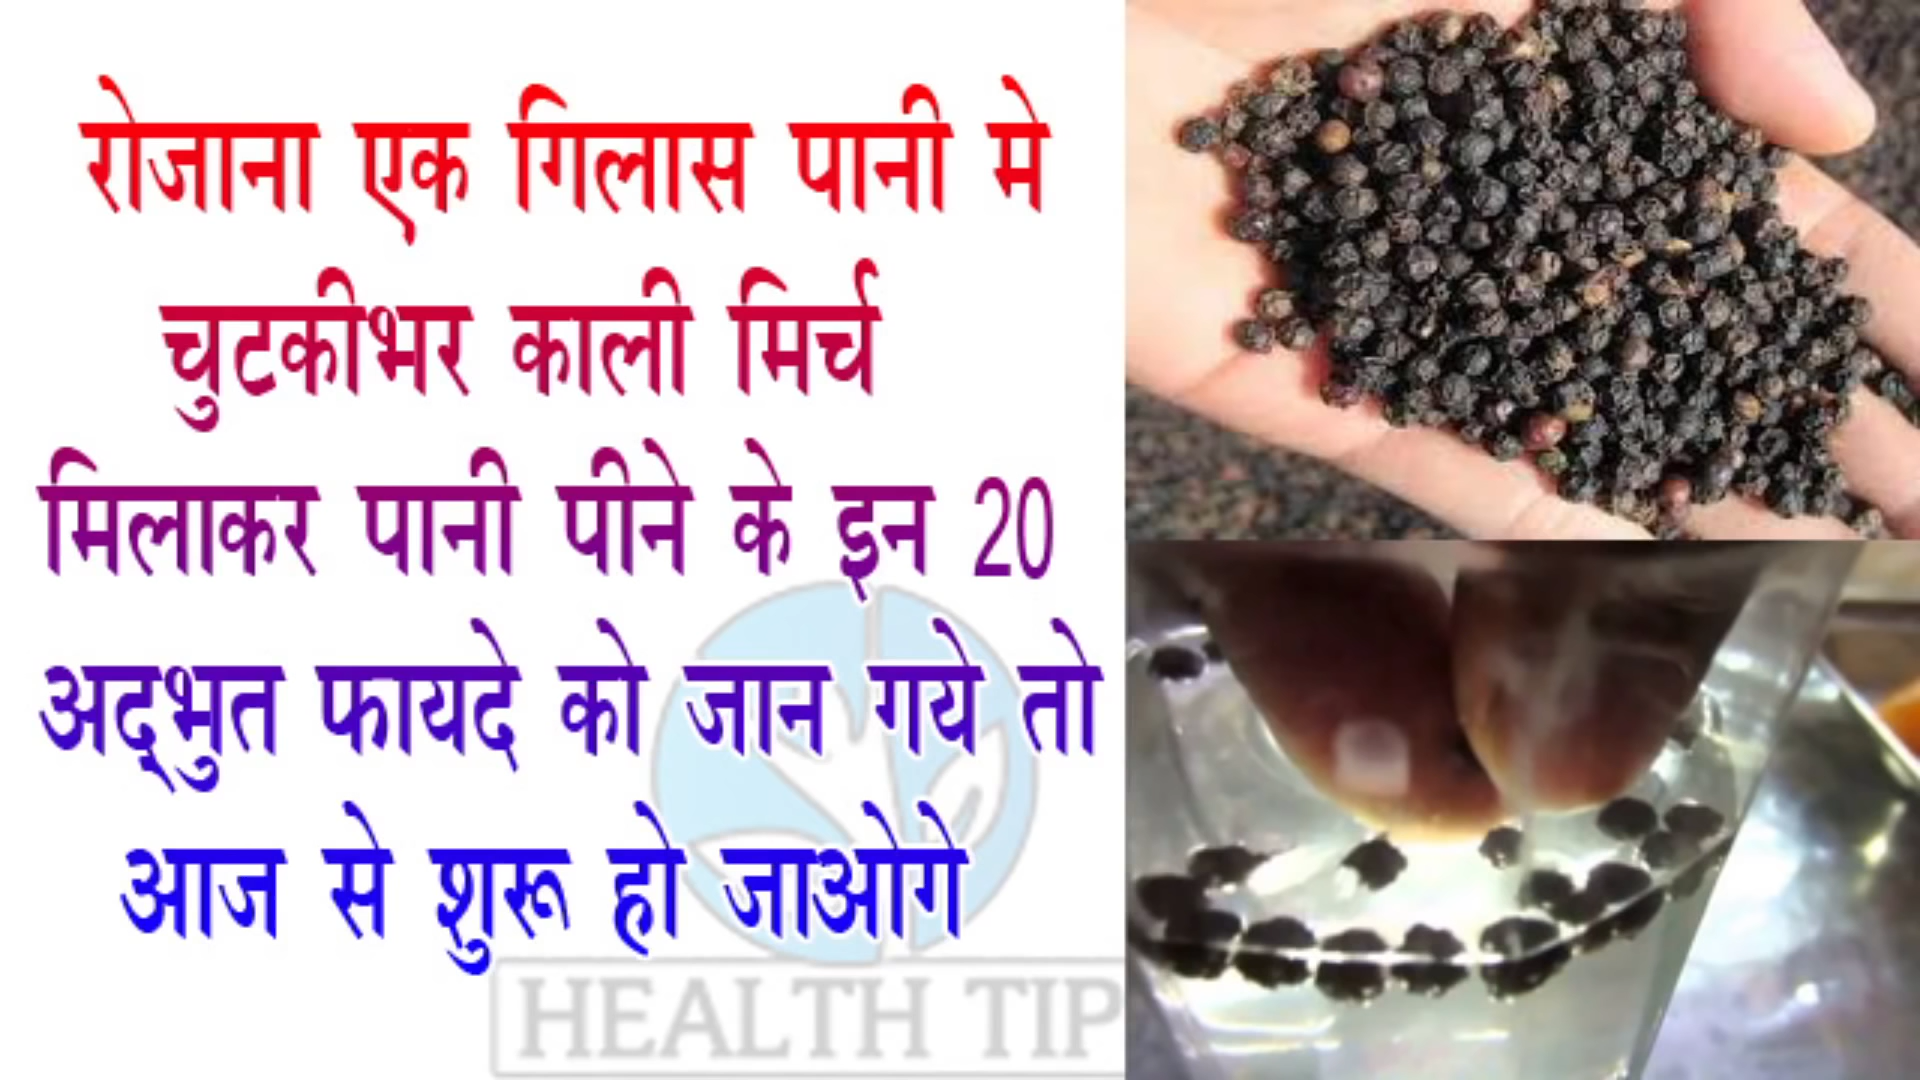 रोजाना एक गिलास पानी मे
चुटकीभर काली मिर्च
मिलाकर पानी पीने के इन 20
अद्‌भुत फायदे को जान गये तो
आज से शुरू हो जाओगे
HEALTH TIP